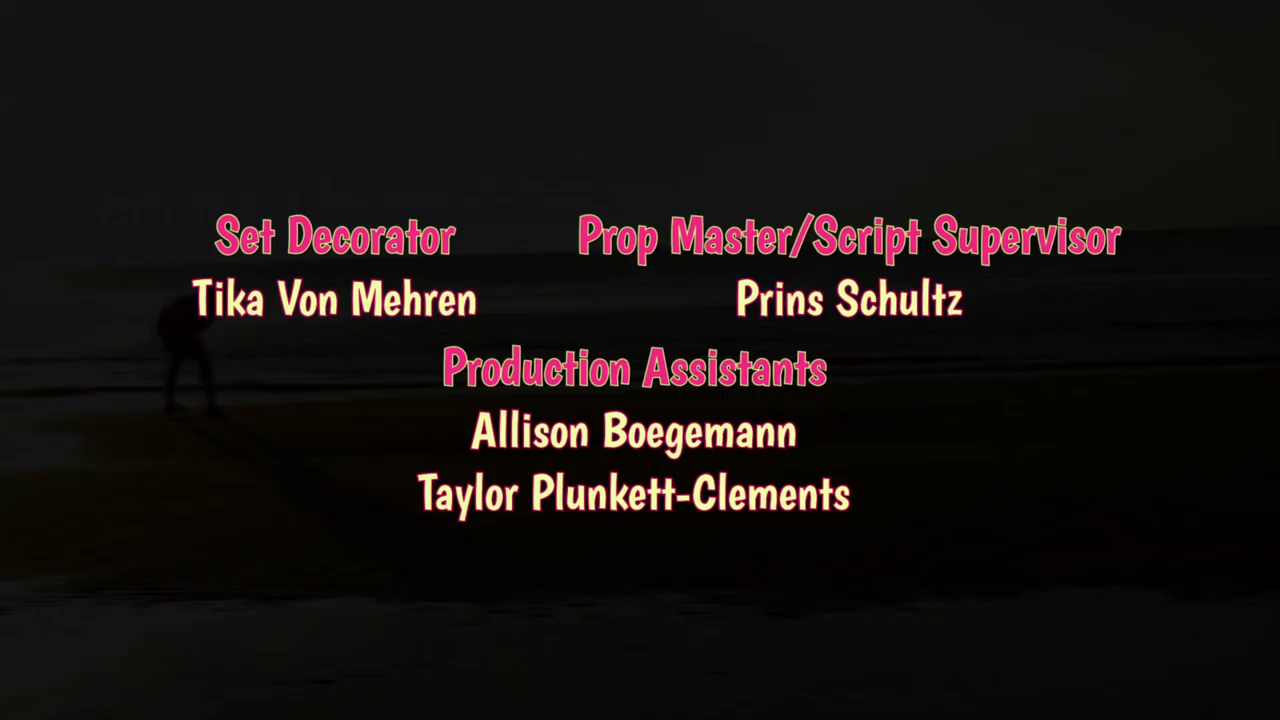 Set Decorator
Prop Master/Script Supervisor
Tika Von Mehren
Prins Schultz
Production Assistants
Allison Boegemann
Taylor Plunkett-Clements